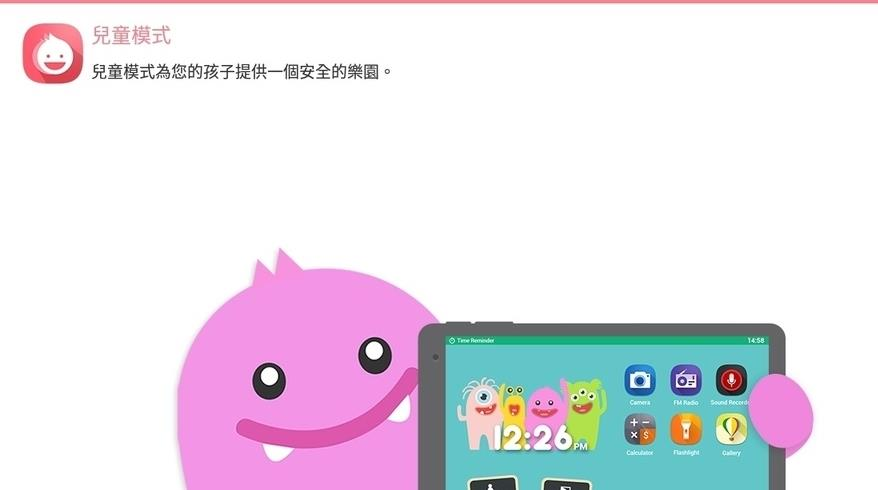 兒童模式
兒童模式為您的孩子提供一個安全的樂園。
Time Reminder
14:58
Camera
FM Radio
Sound Record
12:26 PM
Calculator
Flashlight
Gallery